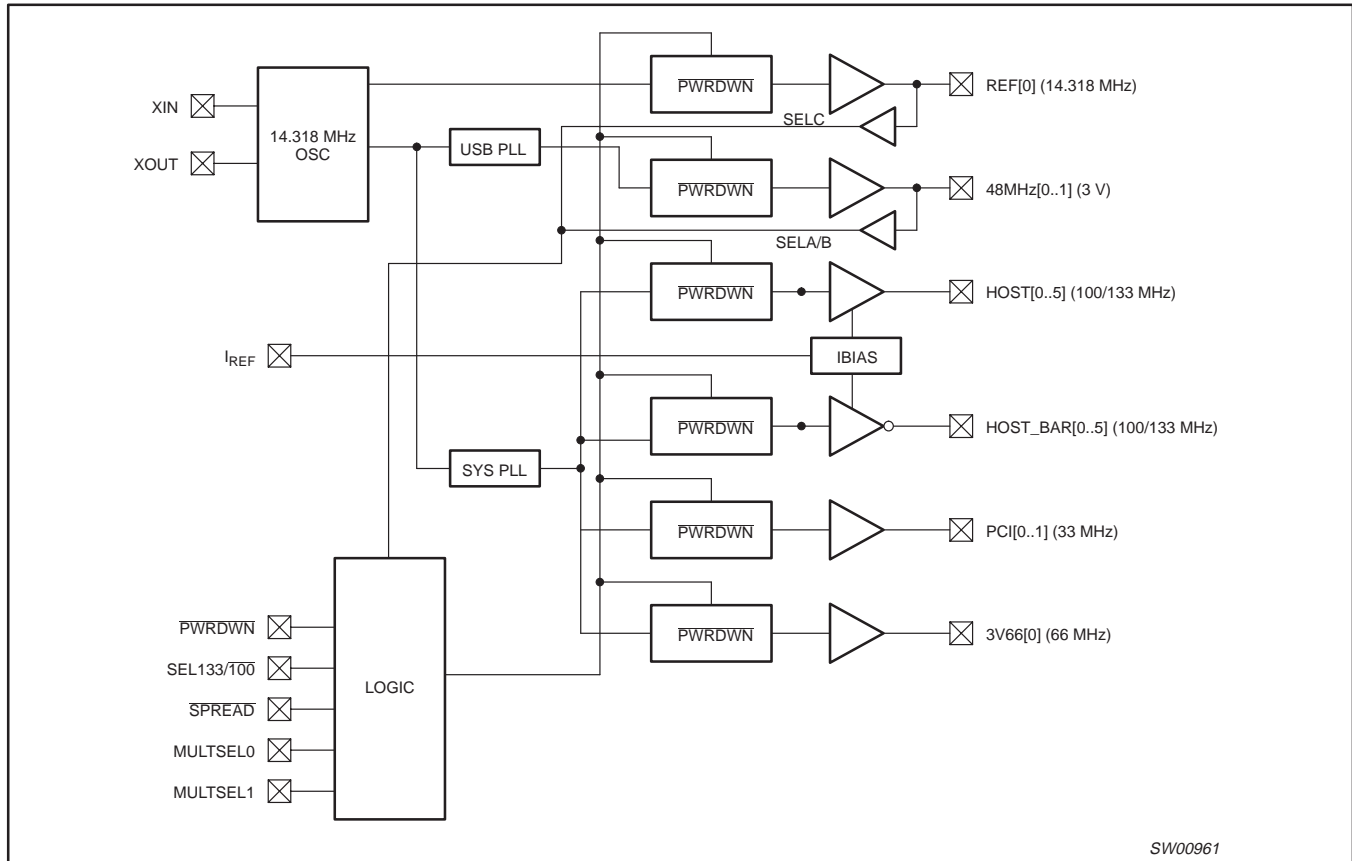 PWRDWN
REF[0] (14.318 MHz)
XIN
SELC
14.318 MHz
OSC
USB PLL
XOUT
PWRDWN
48MHz[0..1] (3 V)
SELA/B
PWRDWN
HOST[0..5] (100/133 MHz)
IREF
IBIAS
PWRDWN
HOST_BAR[0..5] (100/133 MHz)
SYS PLL
PWRDWN
PCI[0..1] (33 MHz)
PWRDWN
PWRDWN
3V66[0] (66 MHz)
SEL133/100
LOGIC
SPREAD
MULTSEL0
MULTSEL1
SW00961